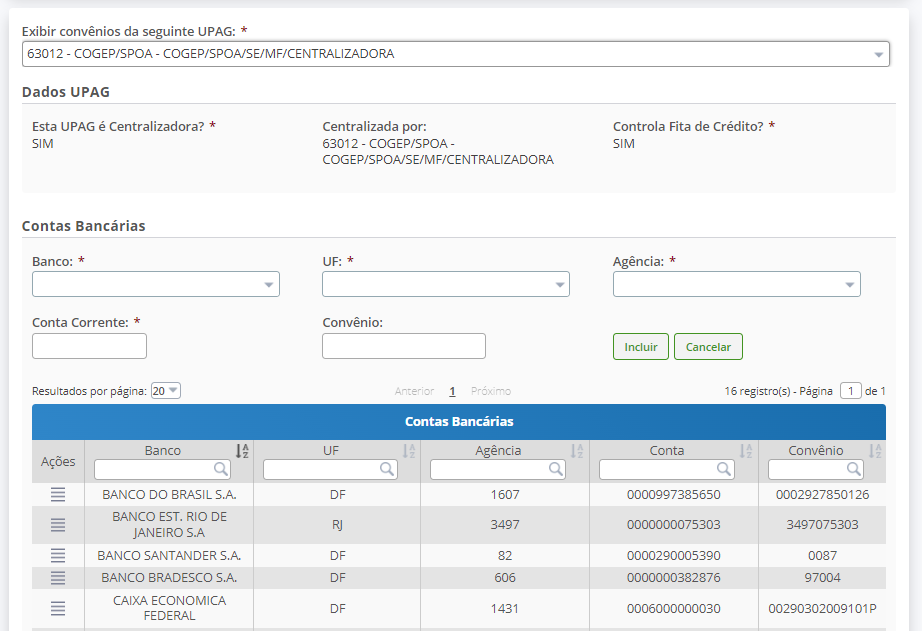 Exibir convênios da seguinte UPAG: *
63012 - COGEP/SPOA - COGEP/SPOA/SE/MF/CENTRALIZADORA
Dados UPAG
Esta UPAG é Centralizadora? * Centralizada por: Controla Fita de Crédito? *
SIM 63012 - COGEP/SPOA - SIM
COGEP/SPOA/SE/MF/CENTRALIZADORA
Contas Bancárias
Banco: * UF: * Agência: *
Conta Corrente: * Convênio:
Incluir Cancelar
Resultados por página: 20 Anterior 1 Próximo 16 registro(s) - Página 1 de 1
Contas Bancárias
Ações Banco UF Agência Conta Convênio
BANCO DO BRASIL S.A. DF 1607 0000997385650 0002927850126
BANCO EST. RIO DE
JANEIRO S.A RJ 3497 0000000075303 3497075303
BANCO SANTANDER S.A. DF 82 0000290005390 0087
BANCO BRADESCO S.A. DF 606 0000000382876 97004
CAIXA ECONOMICA
FEDERAL DF 1431 0006000000030 00290302009101P